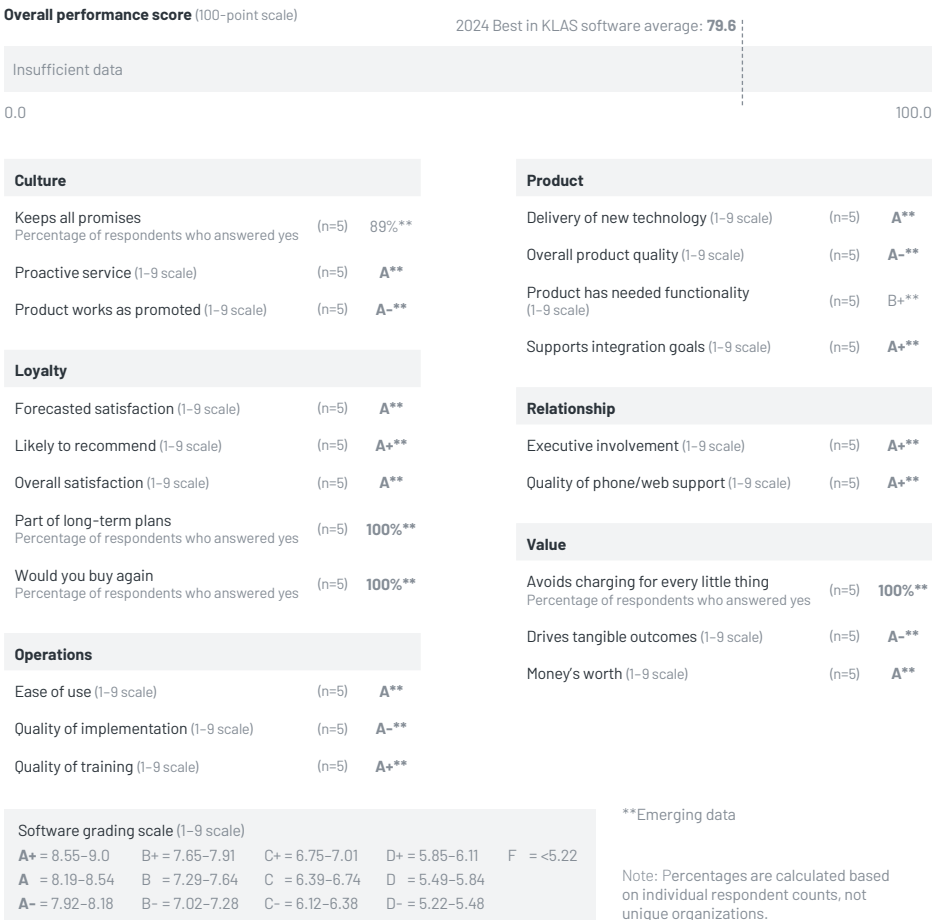 Overall performance score (100-point scale)
2024 Best in KLAS software average: 79.6
Insufficient data
0.0 100.0
Culture
Keeps all promises (n=5) 89%**
Percentage of respondents who answered yes
Proactive service (1–9 scale) (n=5) A**
Product works as promoted (1–9 scale) (n=5) A-**
Loyalty
Forecasted satisfaction (1–9 scale) (n=5) A**
Likely to recommend (1–9 scale) (n=5) A+**
Overall satisfaction (1–9 scale) (n=5) A**
Part of long-term plans (n=5) 100%**
Percentage of respondents who answered yes
Would you buy again (n=5) 100%**
Percentage of respondents who answered yes
Operations
Ease of use (1–9 scale) (n=5) A**
Quality of implementation (1–9 scale) (n=5) A-**
Quality of training (1–9 scale) (n=5) A+**
Product
Delivery of new technology (1–9 scale) (n=5) A**
Overall product quality (1–9 scale) (n=5) A-**
Product has needed functionality (n=5) B+**
(1–9 scale)
Supports integration goals (1–9 scale) (n=5) A+**
Relationship
Executive involvement (1–9 scale) (n=5) A+**
Quality of phone/web support (1–9 scale) (n=5) A+**
Value
Avoids charging for every little thing (n=5) 100%**
Percentage of respondents who answered yes
Drives tangible outcomes (1–9 scale) (n=5) A-**
Money's worth (1–9 scale) (n=5) A**
Software grading scale (1–9 scale)
A+ = 8.55–9.0 B+ = 7.65–7.91 C+ = 6.75–7.01 D+ = 5.85–6.11 F = <5.22
A = 8.19–8.54 B = 7.29–7.64 C = 6.39–6.74 D = 5.49–5.84
A- = 7.92–8.18 B- = 7.02–7.28 C- = 6.12–6.38 D- = 5.22–5.48
**Emerging data
Note: Percentages are calculated based
on individual respondent counts, not
unique organizations.